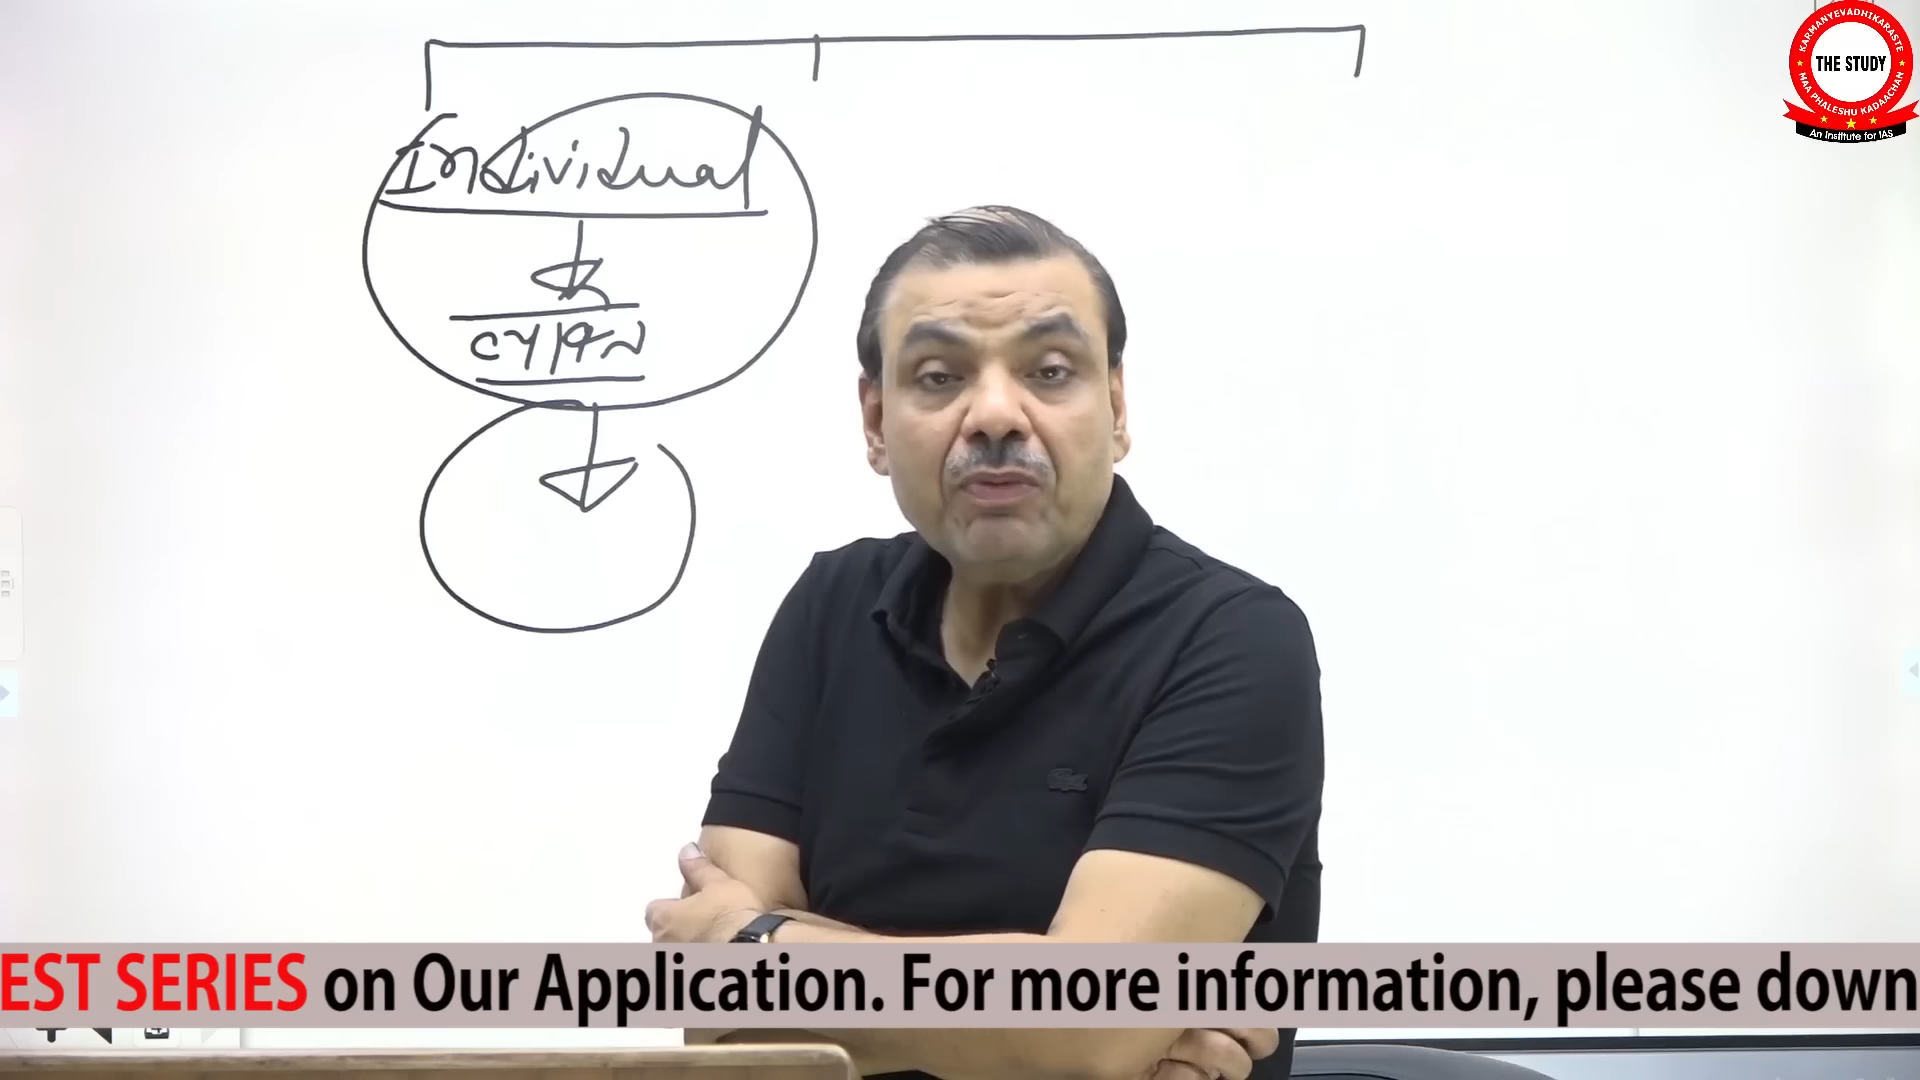 Individual
व्यक्ति
KARMANYEVADHIKARASTE
THE STUDY
MAA PHALESHU KADAACHAN
An Institute for IAS
EST SERIES on Our Application. For more information, please down